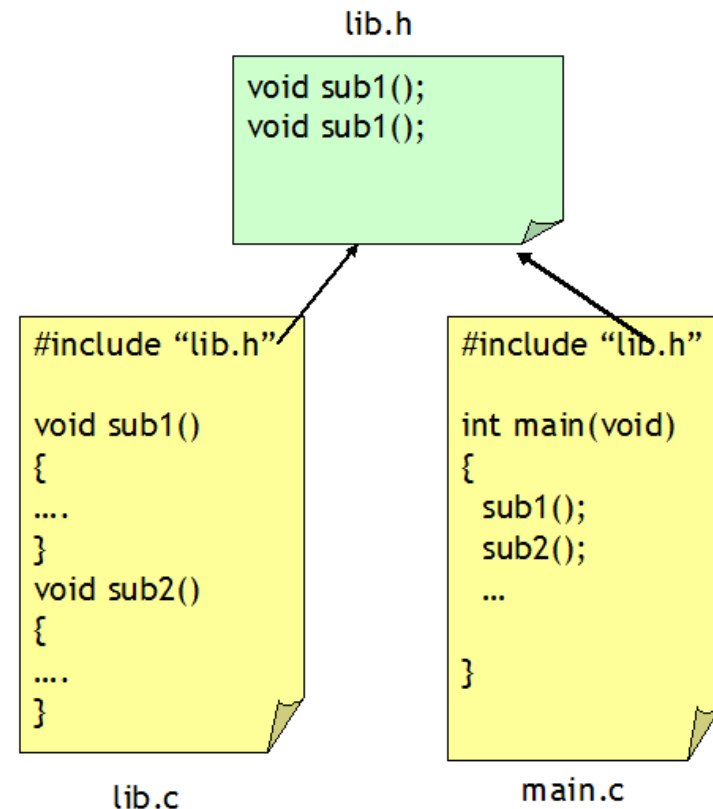 lib.h
void sub1();
void sub1();
#include “lib.h”
void sub1()
{
....
}
void sub2()
{
....
}
lib.c
#include “lib.h”
int main(void)
{
sub1();
sub2();
...
}
main.c